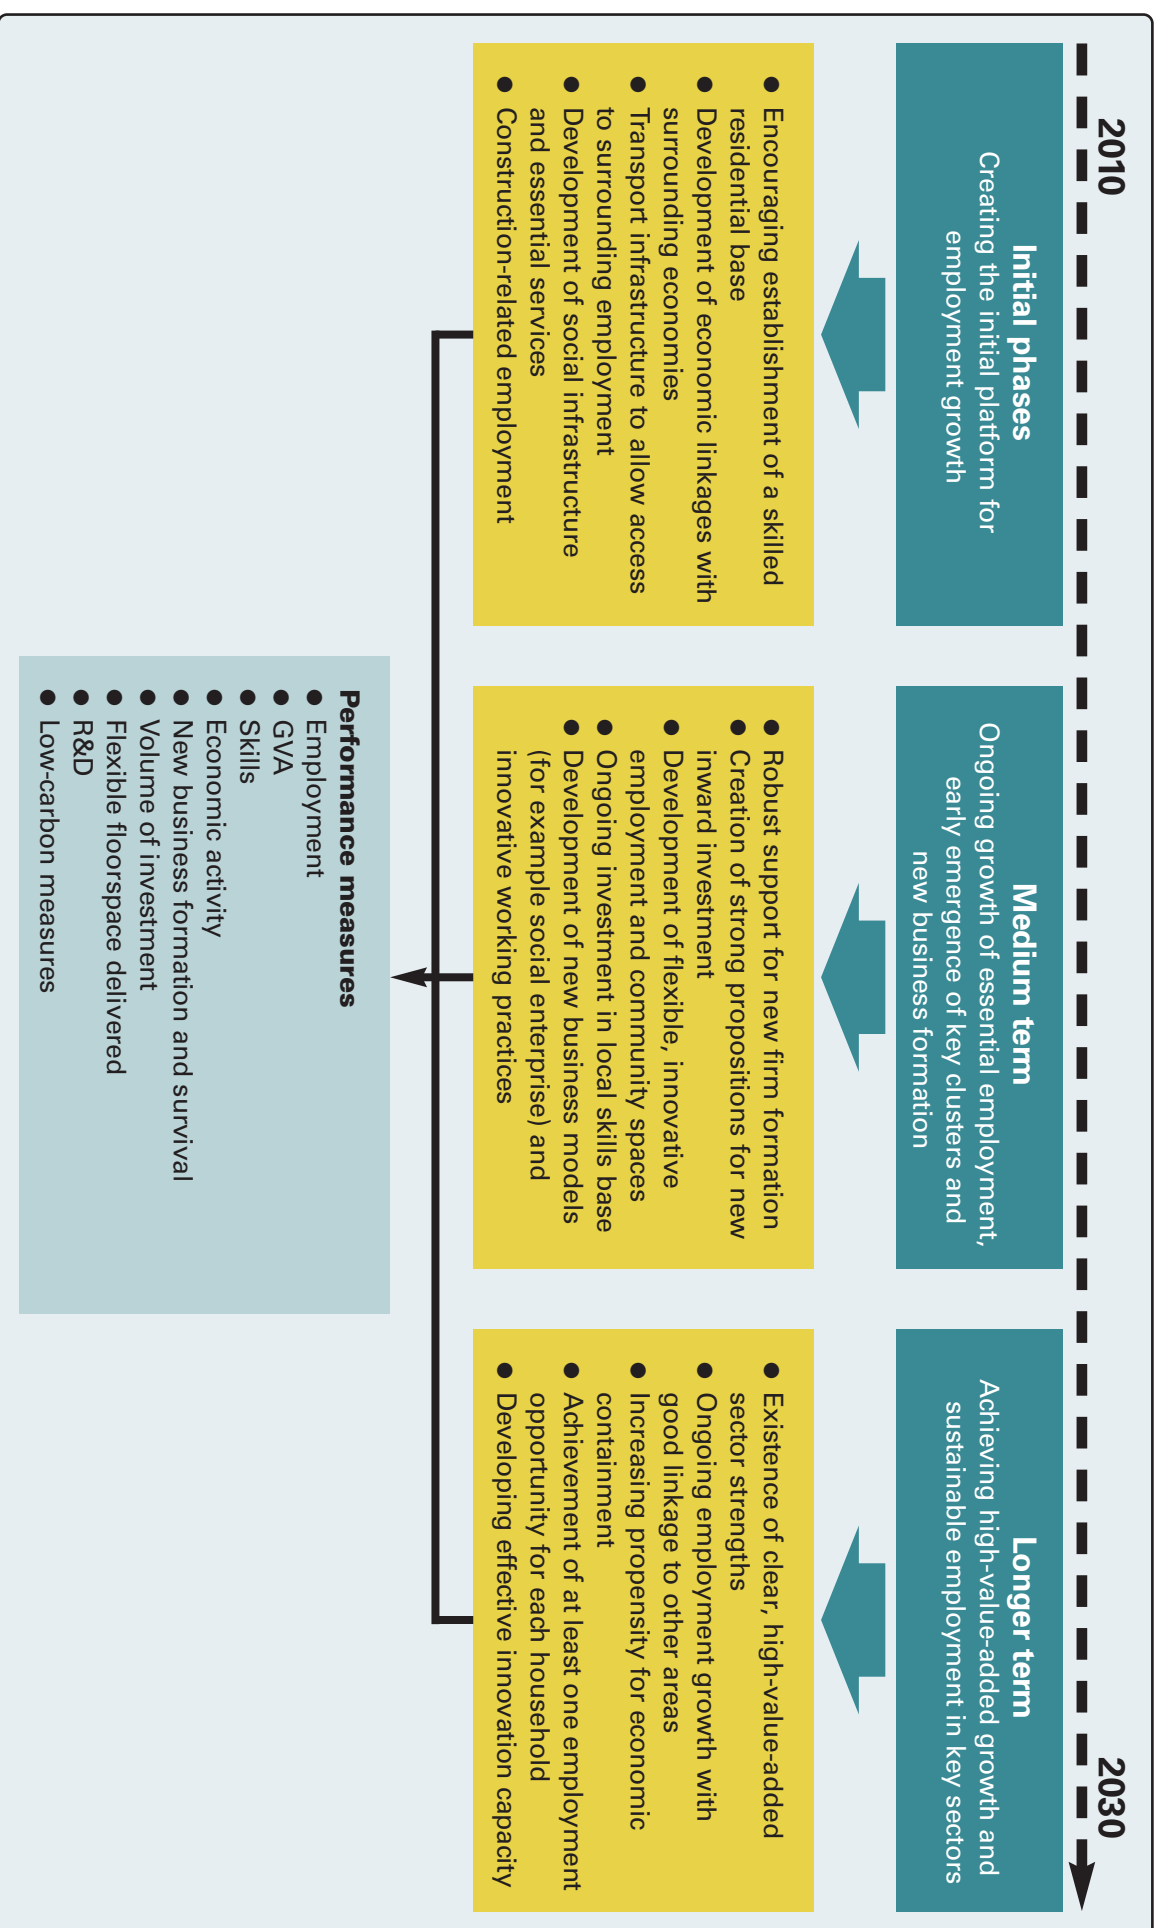 2010
2030
Initial phases
Creating the initial platform for
employment growth
Medium term
Ongoing growth of essential employment,
early emergence of key clusters and
new business formation
Longer term
Achieving high-value-added growth and
sustainable employment in key sectors
● Encouraging establishment of a skilled
residential base
● Development of economic linkages with
surrounding economies
● Transport infrastructure to allow access
to surrounding employment
● Development of social infrastructure
and essential services
● Construction-related employment
● Robust support for new firm formation
● Creation of strong propositions for new
inward investment
● Development of flexible, innovative
employment and community spaces
● Ongoing investment in local skills base
● Development of new business models
(for example social enterprise) and
innovative working practices
● Existence of clear, high-value-added
sector strengths
● Ongoing employment growth with
good linkage to other areas
● Increasing propensity for economic
containment
● Achievement of at least one employment
opportunity for each household
● Developing effective innovation capacity
Performance measures
● Employment
● GVA
● Skills
● Economic activity
● New business formation and survival
● Volume of investment
● Flexible floorspace delivered
● R&D
● Low-carbon measures